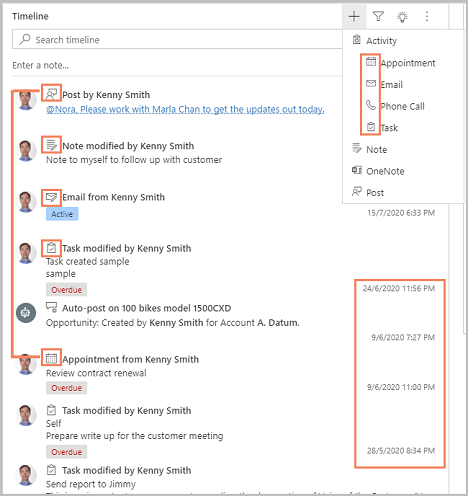 Timeline
Search timeline
Enter a note...
Activity
Appointment
Email
Phone Call
Task
Note
OneNote
Post
Post by Kenny Smith
@Nora, Please work with Marla Chan to get the updates out today.
Note modified by Kenny Smith
Note to myself to follow up with customer
Email from Kenny Smith
Active
15/7/2020 6:33 PM
Task modified by Kenny Smith
Task created sample
sample
Overdue
24/6/2020 11:56 PM
Auto-post on 100 bikes model 1500CXD
Opportunity: Created by Kenny Smith for Account A. Datum.
9/6/2020 7:27 PM
Appointment from Kenny Smith
Review contract renewal
Overdue
9/6/2020 11:00 PM
Task modified by Kenny Smith
Self
Prepare write up for the customer meeting
Overdue
28/5/2020 8:34 PM
Task modified by Kenny Smith
Send report to Jimmy